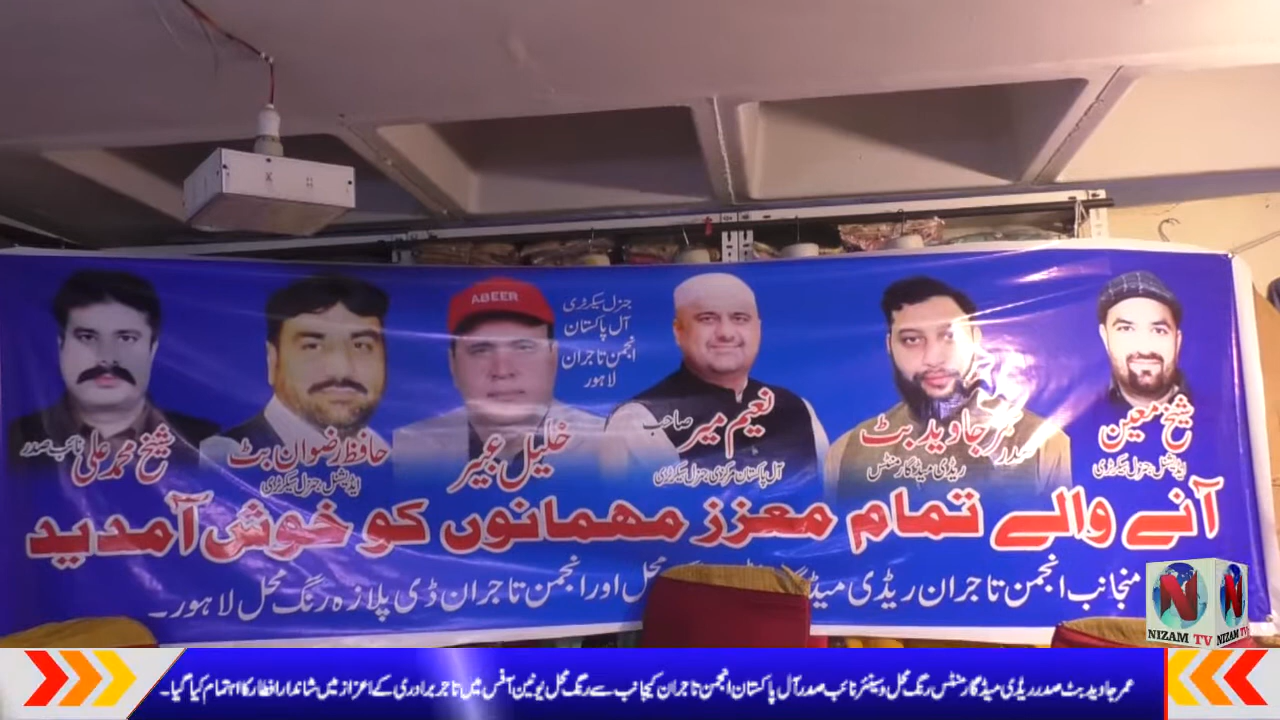 ABEER
جنرل سیکرٹری
آل پاکستان
انجمن تاجران
لاہور
شیخ معین
ایڈیشنل جنرل سیکرٹری
صدر عمر جاوید بٹ
ریڈی میڈ گارمنٹس
نعیم میر صاحب
آل پاکستان مرکزی جنرل سیکرٹری
خلیل عبیر
حافظ رضوان بٹ
ایڈیشنل جنرل سیکرٹری
شیخ محمد علی نائب صدر
آنے والے تمام معزز مہمانوں کو خوش آمدید
منجانب انجمن تاجران ریڈی میڈ محل اور انجمن تاجران ڈی پلازہ رنگ محل لاہور۔
NIZAM TV
NIZAM TV
عمر جاوید بٹ صدر ریڈی میڈ گارمنٹس رنگ محل و سینئر نائب صدر آل پاکستان انجمن تاجران کیجانب سے رنگ محل یونین آفس میں تاجر برادری کے اعزاز میں شاندار افطار کا اہتمام کیا گیا۔